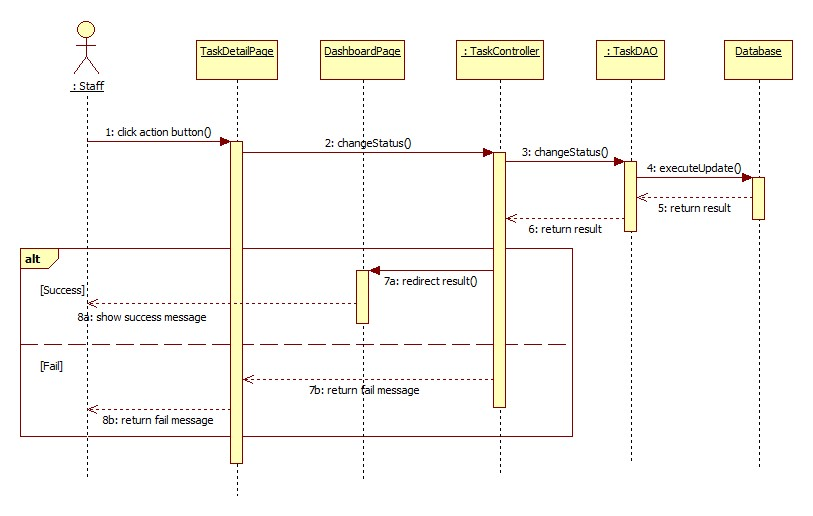 TaskDetailPage
DashboardPage
: TaskController
: TaskDAO
Database
: Staff
1: click action button()
2: changeStatus()
3: changeStatus()
4: executeUpdate()
5: return result
6: return result
alt
7a: redirect result()
[Success]
8a: show success message
[Fail]
7b: return fail message
8b: return fail message